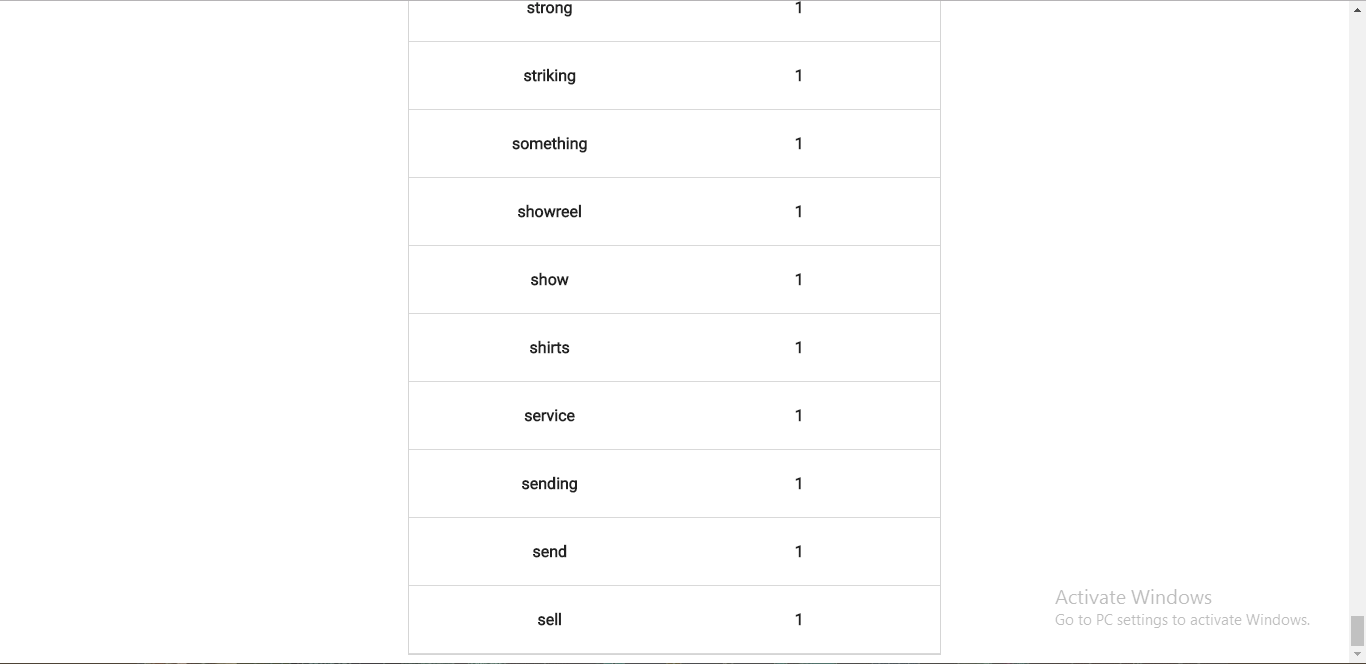 strong 1
striking 1
something 1
showreel 1
show 1
shirts 1
service 1
sending 1
send 1
sell 1
Activate Windows
Go to PC settings to activate Windows.